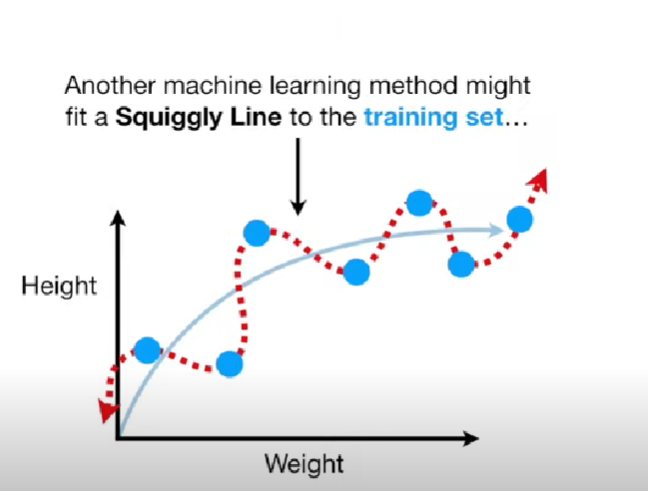 Another machine learning method might
fit a Squiggly Line to the training set...
Height
Weight